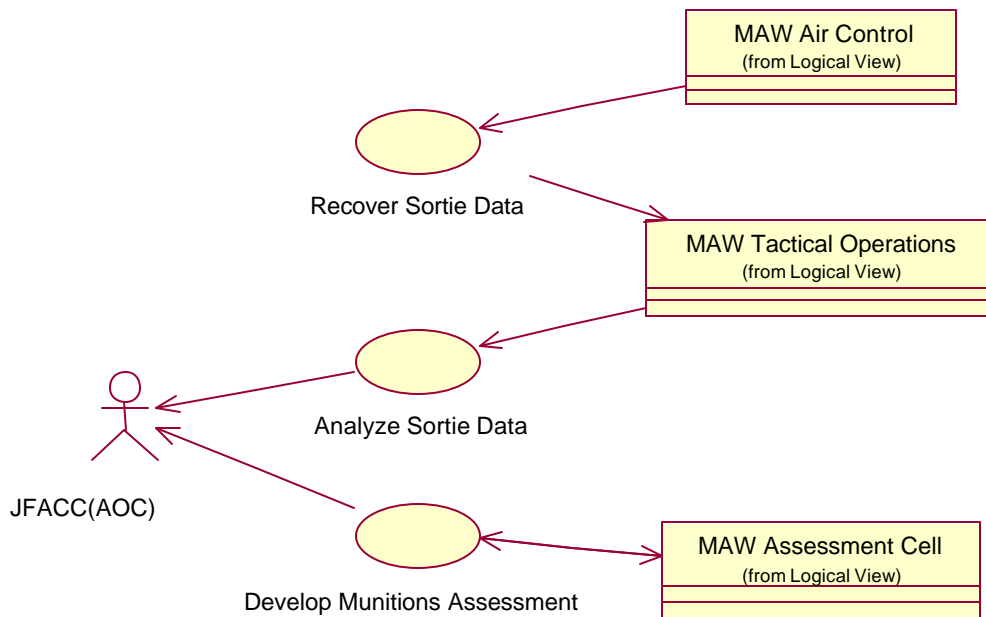 MAW Air Control
(from Logical View)
Recover Sortie Data
MAW Tactical Operations
(from Logical View)
Analyze Sortie Data
JFACC(AOC)
MAW Assessment Cell
(from Logical View)
Develop Munitions Assessment